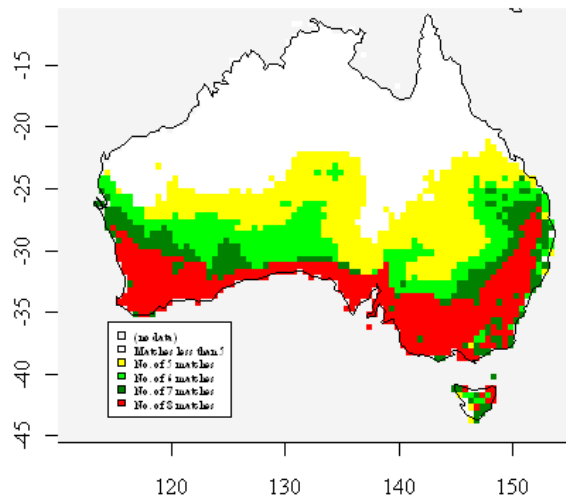 -15
-20
-25
-30
-35
-40
-45
(no data)
Matches less than 5
No. of 5 matches
No. of 6 matches
No. of 7 matches
No. of 8 matches
120 130 140 150